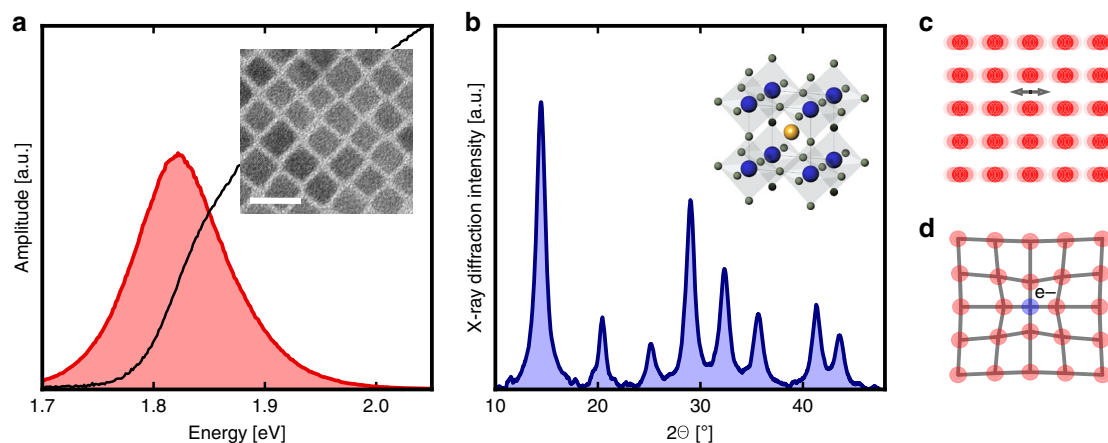 a
Amplitude [a.u.]
1.7 1.8 1.9 2.0
Energy [eV]
b
X-ray diffraction intensity [a.u.]
10 20 30 40
2Θ [°]
c
d
e–